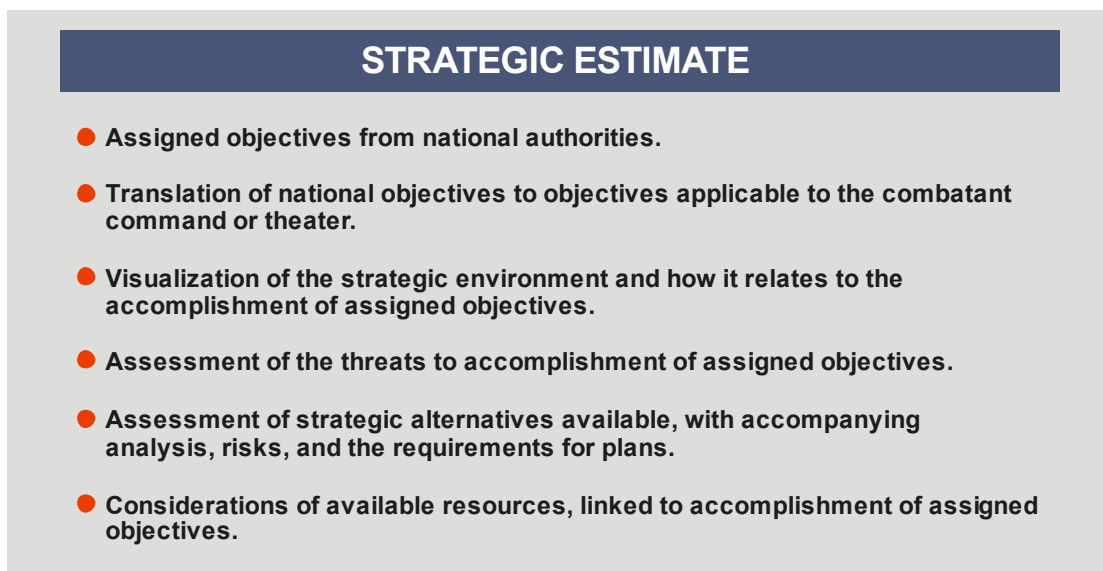 STRATEGIC ESTIMATE
Assigned objectives from national authorities.
Translation of national objectives to objectives applicable to the combatant
command or theater.
Visualization of the strategic environment and how it relates to the
accomplishment of assigned objectives.
Assessment of the threats to accomplishment of assigned objectives.
Assessment of strategic alternatives available, with accompanying
analysis, risks, and the requirements for plans.
Considerations of available resources, linked to accomplishment of assigned
objectives.